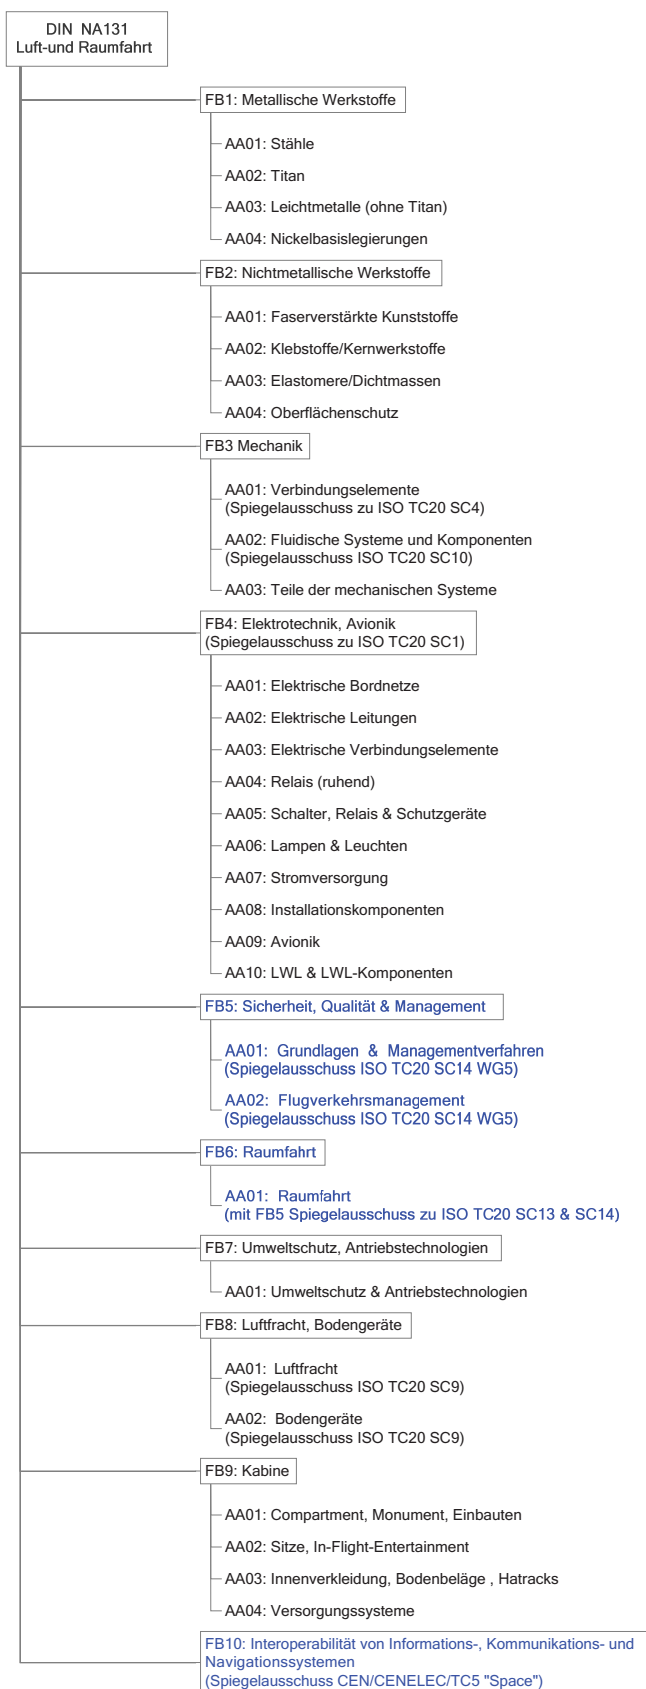 DIN NA131
Luft-und Raumfahrt
FB1: Metallische Werkstoffe
AA01: Stähle
AA02: Titan
AA03: Leichtmetalle (ohne Titan)
AA04: Nickelbasislegierungen
FB2: Nichtmetallische Werkstoffe
AA01: Faserverstärkte Kunststoffe
AA02: Klebstoffe/Kernwerkstoffe
AA03: Elastomere/Dichtmassen
AA04: Oberflächenschutz
FB3 Mechanik
AA01: Verbindungselemente
(Spiegelausschuss zu ISO TC20 SC4)
AA02: Fluidische Systeme und Komponenten
(Spiegelausschuss ISO TC20 SC10)
AA03: Teile der mechanischen Systeme
FB4: Elektrotechnik, Avionik
(Spiegelausschuss zu ISO TC20 SC1)
AA01: Elektrische Bordnetze
AA02: Elektrische Leitungen
AA03: Elektrische Verbindungselemente
AA04: Relais (ruhend)
AA05: Schalter, Relais & Schutzgeräte
AA06: Lampen & Leuchten
AA07: Stromversorgung
AA08: Installationskomponenten
AA09: Avionik
AA10: LWL & LWL-Komponenten
FB5: Sicherheit, Qualität & Management
AA01: Grundlagen & Managementverfahren
(Spiegelausschuss ISO TC20 SC14 WG5)
AA02: Flugverkehrsmanagement
(Spiegelausschuss ISO TC20 SC14 WG5)
FB6: Raumfahrt
AA01: Raumfahrt
(mit FB5 Spiegelausschuss zu ISO TC20 SC13 & SC14)
FB7: Umweltschutz, Antriebstechnologien
AA01: Umweltschutz & Antriebstechnologien
FB8: Luftfracht, Bodengeräte
AA01: Luftfracht
(Spiegelausschuss ISO TC20 SC9)
AA02: Bodengeräte
(Spiegelausschuss ISO TC20 SC9)
FB9: Kabine
AA01: Compartment, Monument, Einbauten
AA02: Sitze, In-Flight-Entertainment
AA03: Innenverkleidung, Bodenbeläge , Hatracks
AA04: Versorgungssysteme
FB10: Interoperabilität von Informations-, Kommunikations- und
Navigationssystemen
(Spiegelausschuss CEN/CENELEC/TC5 "Space")